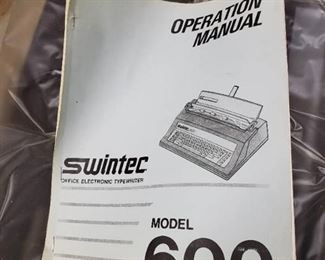 OPERATION
MANUAL
swintec
OFFICE ELECTRONIC TYPEWRITER
MODEL
600